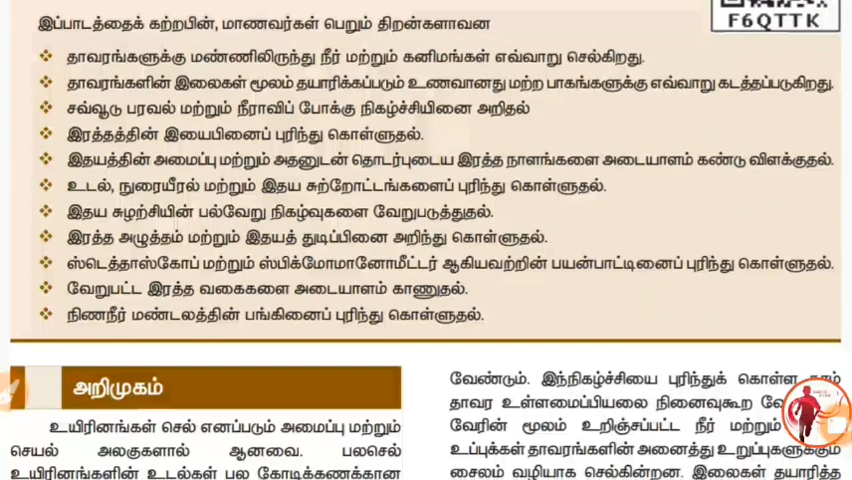 F6QTTK
இப்பாடத்தைக் கற்றபின், மாணவர்கள் பெறும் திறன்களாவன
தாவரங்களுக்கு மண்ணிலிருந்து நீர் மற்றும் கனிமங்கள் எவ்வாறு செல்கிறது.
தாவரங்களின் இலைகள் மூலம் தயாரிக்கப்படும் உணவானது மற்ற பாகங்களுக்கு எவ்வாறு கடத்தப்படுகிறது.
சவ்வூடு பரவல் மற்றும் நீராவிப் போக்கு நிகழ்ச்சியினை அறிதல்
இரத்தத்தின் இயைபினைப் புரிந்து கொள்ளுதல்.
இதயத்தின் அமைப்பு மற்றும் அதனுடன் தொடர்புடைய இரத்த நாளங்களை அடையாளம் கண்டு விளக்குதல்.
உடல், நுரையீரல் மற்றும் இதய சுற்றோட்டங்களைப் புரிந்து கொள்ளுதல்.
இதய சுழற்சியின் பல்வேறு நிகழ்வுகளை வேறுபடுத்துதல்.
இரத்த அழுத்தம் மற்றும் இதயத் துடிப்பினை அறிந்து கொள்ளுதல்.
ஸ்டெத்தாஸ்கோப் மற்றும் ஸ்பிக்மோமானோமீட்டர் ஆகியவற்றின் பயன்பாட்டினைப் புரிந்து கொள்ளுதல்.
வேறுபட்ட இரத்த வகைகளை அடையாளம் காணுதல்.
நிணநீர் மண்டலத்தின் பங்கினைப் புரிந்து கொள்ளுதல்.
அறிமுகம்
உயிரினங்கள் செல் எனப்படும் அமைப்பு மற்றும்
செயல் அலகுகளால் ஆனவை. பலசெல்
உயிரினங்களின் உடல்கள் பல கோடிக்கணக்கான
வேண்டும். இந்நிகழ்ச்சியை புரிந்துக் கொள்ள நாம்
தாவர உள்ளமைப்பியலை நினைவுகூற
வேரின் மூலம் உறிஞ்சப்பட்ட நீர் மற்றும்
உப்புக்கள் தாவரங்களின் அனைத்து உறுப்புகளுக்கும்
சைலம் வழியாக செல்கின்றன. இலைகள் தயாரித்த